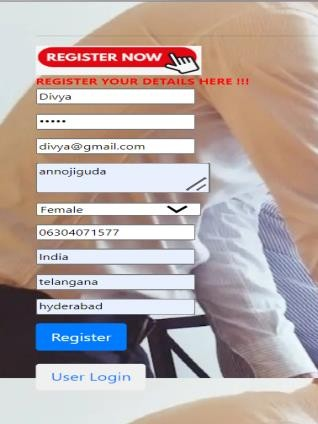 REGISTER NOW
REGISTER YOUR DETAILS HERE !!!
Divya
•••••
divya@gmail.com
annojiguda
Female
06304071577
India
telangana
hyderabad
Register
User Login